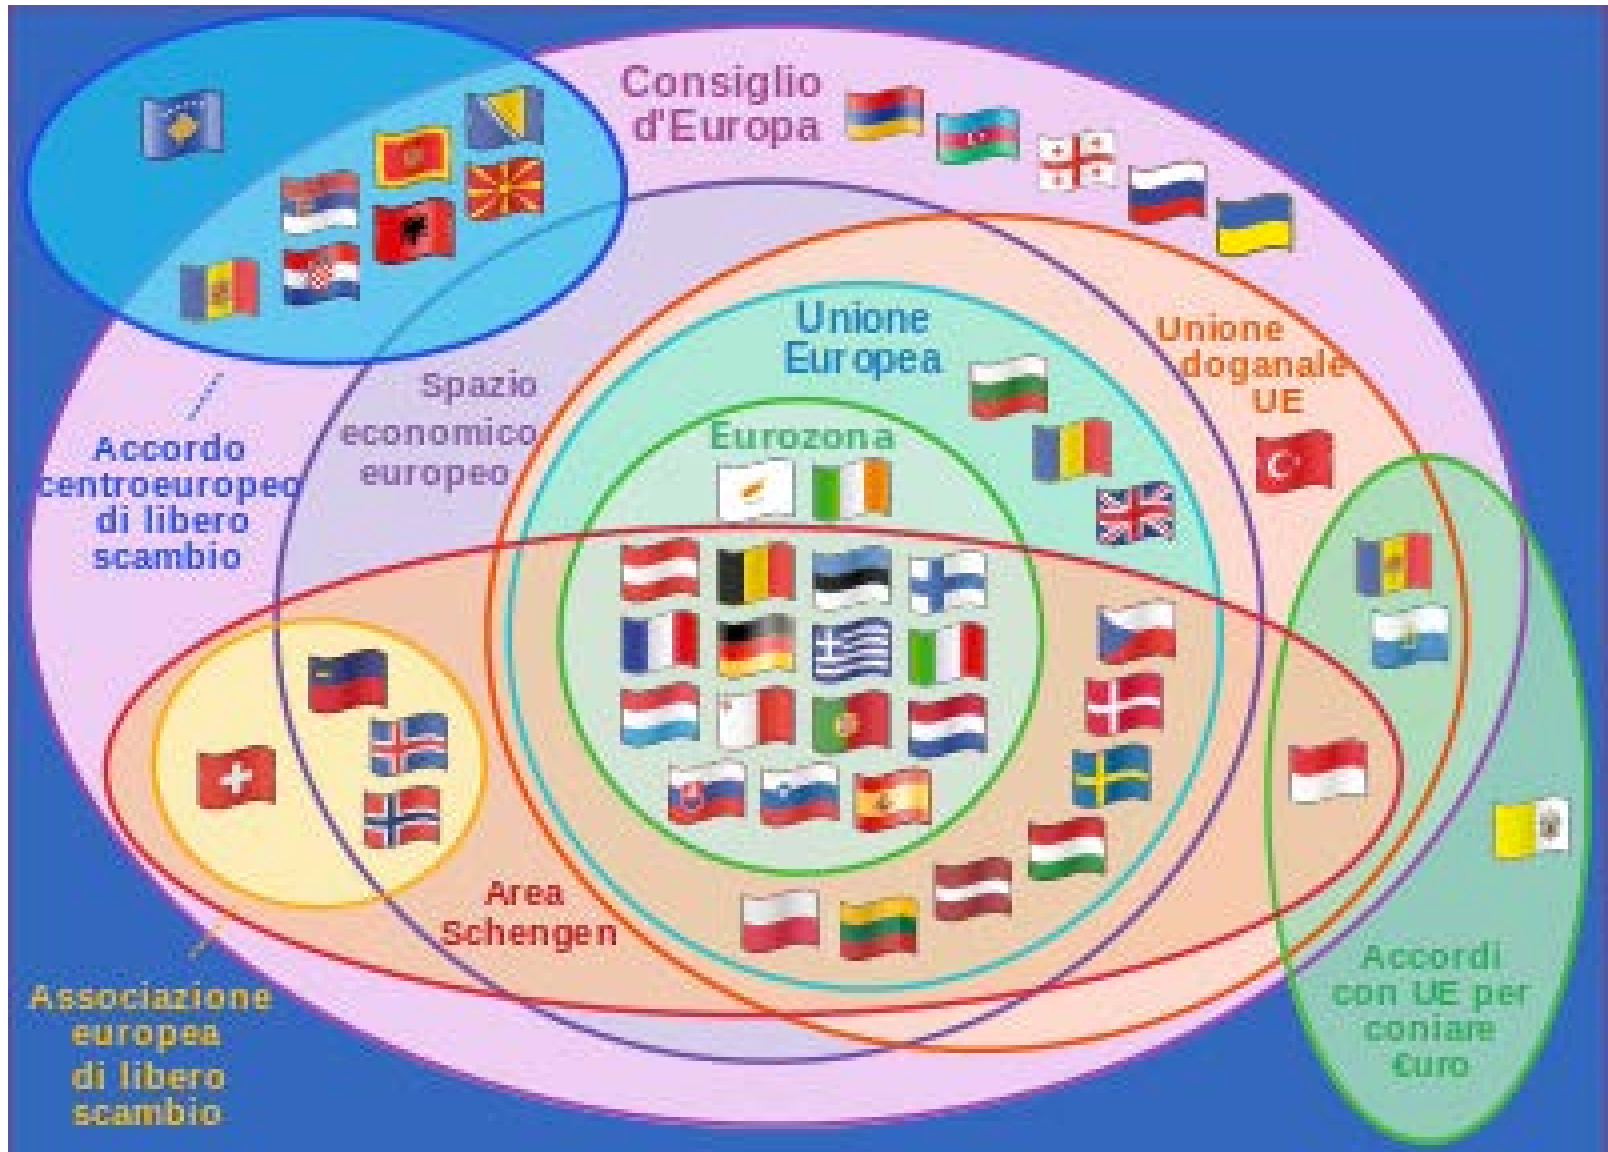 Consiglio
d'Europa
Unione
Europea
Unione
doganale
UE
Spazio
economico
europeo
Eurozona
Accordo
centroeuropeo
di libero
scambio
Area
Schengen
Associazione
europea
di libero
scambio
Accordi
con UE per
coniare
€uro